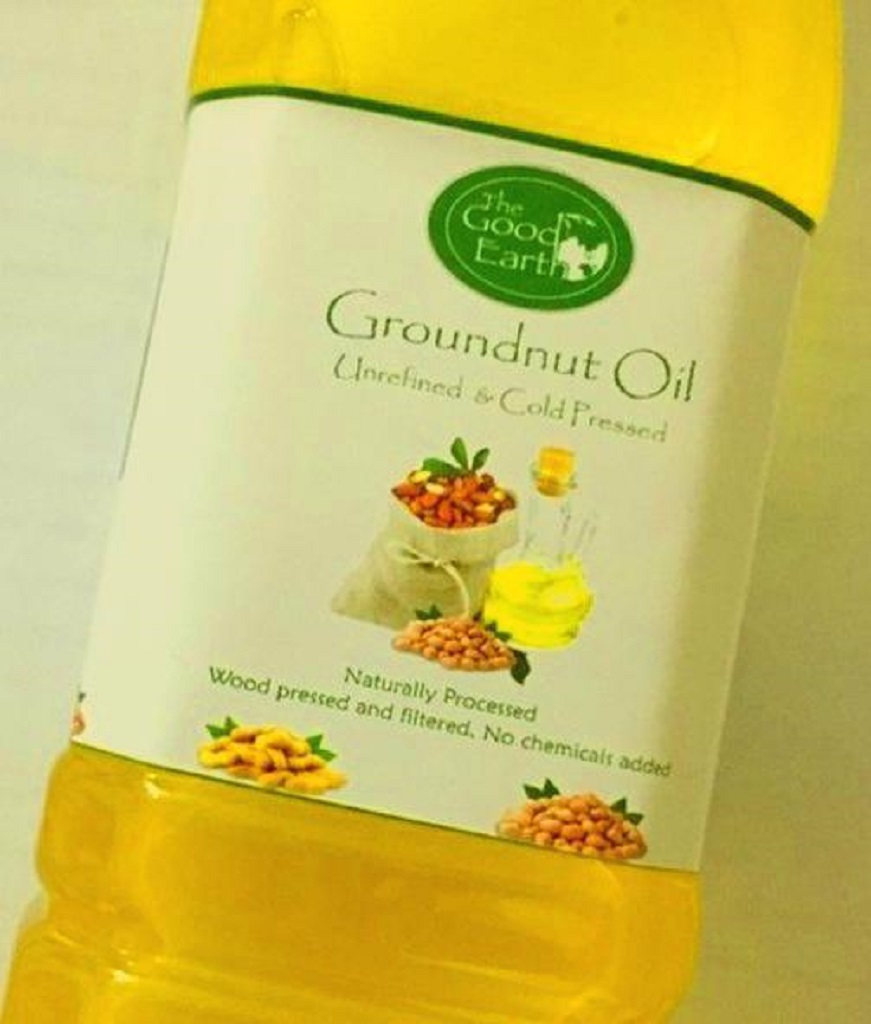 The
Good
Earth
Groundnut Oil
Unrefined & Cold Pressed
Naturally Processed
Wood pressed and filtered, No chemicals added